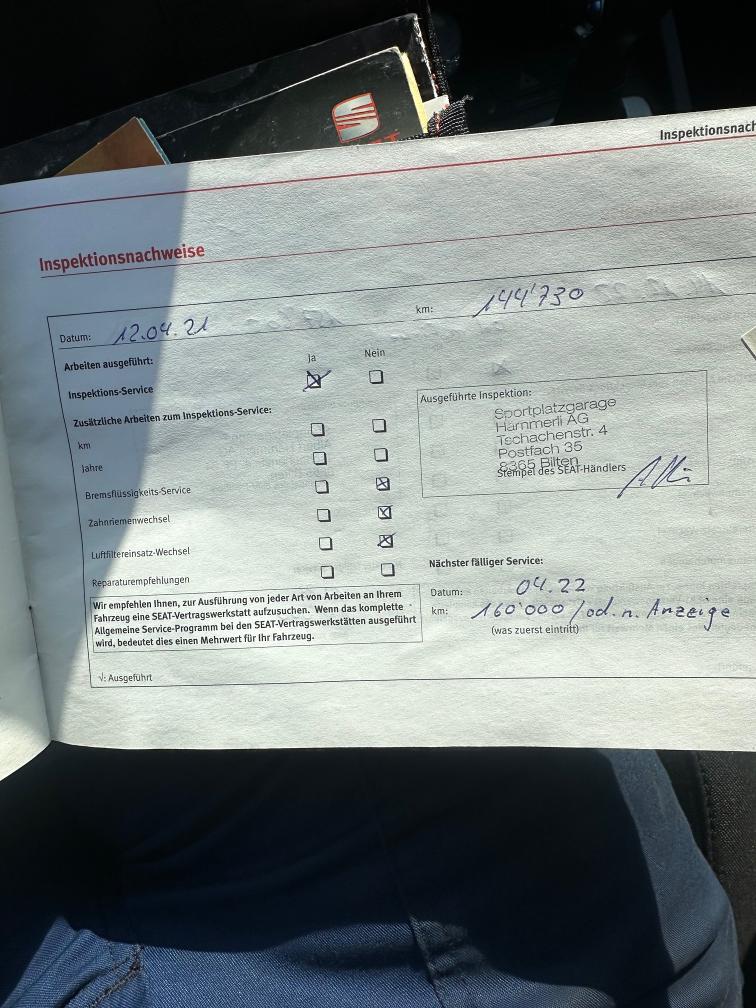 Inspektionsnach
Inspektionsnachweise
Datum: 12.04.21
km: 144'730
Arbeiten ausgeführt:
Ja
Nein
Inspektions-Service
Zusätzliche Arbeiten zum Inspektions-Service:
km
Jahre
Bremsflüssigkeits-Service
Zahnriemenwechsel
Luftfiltereinsatz-Wechsel
Reparaturempfehlungen
Wir empfehlen Ihnen, zur Ausführung von jeder Art von Arbeiten an Ihrem
Fahrzeug eine SEAT-Vertragswerkstatt aufzusuchen. Wenn das komplette
Allgemeine Service-Programm bei den SEAT-Vertragswerkstätten ausgeführt
wird, bedeutet dies einen Mehrwert für Ihr Fahrzeug.
√: Ausgeführt
Ausgeführte Inspektion:
Sportplatzgarage
Hämmerli AG
Tschachenstr. 4
Postfach 35
8365 Bilten
Stempel des SEAT-Händlers
Nächster fälliger Service:
Datum: 04.22
km: 160'000 / od. n. Anzeige
(was zuerst eintritt)